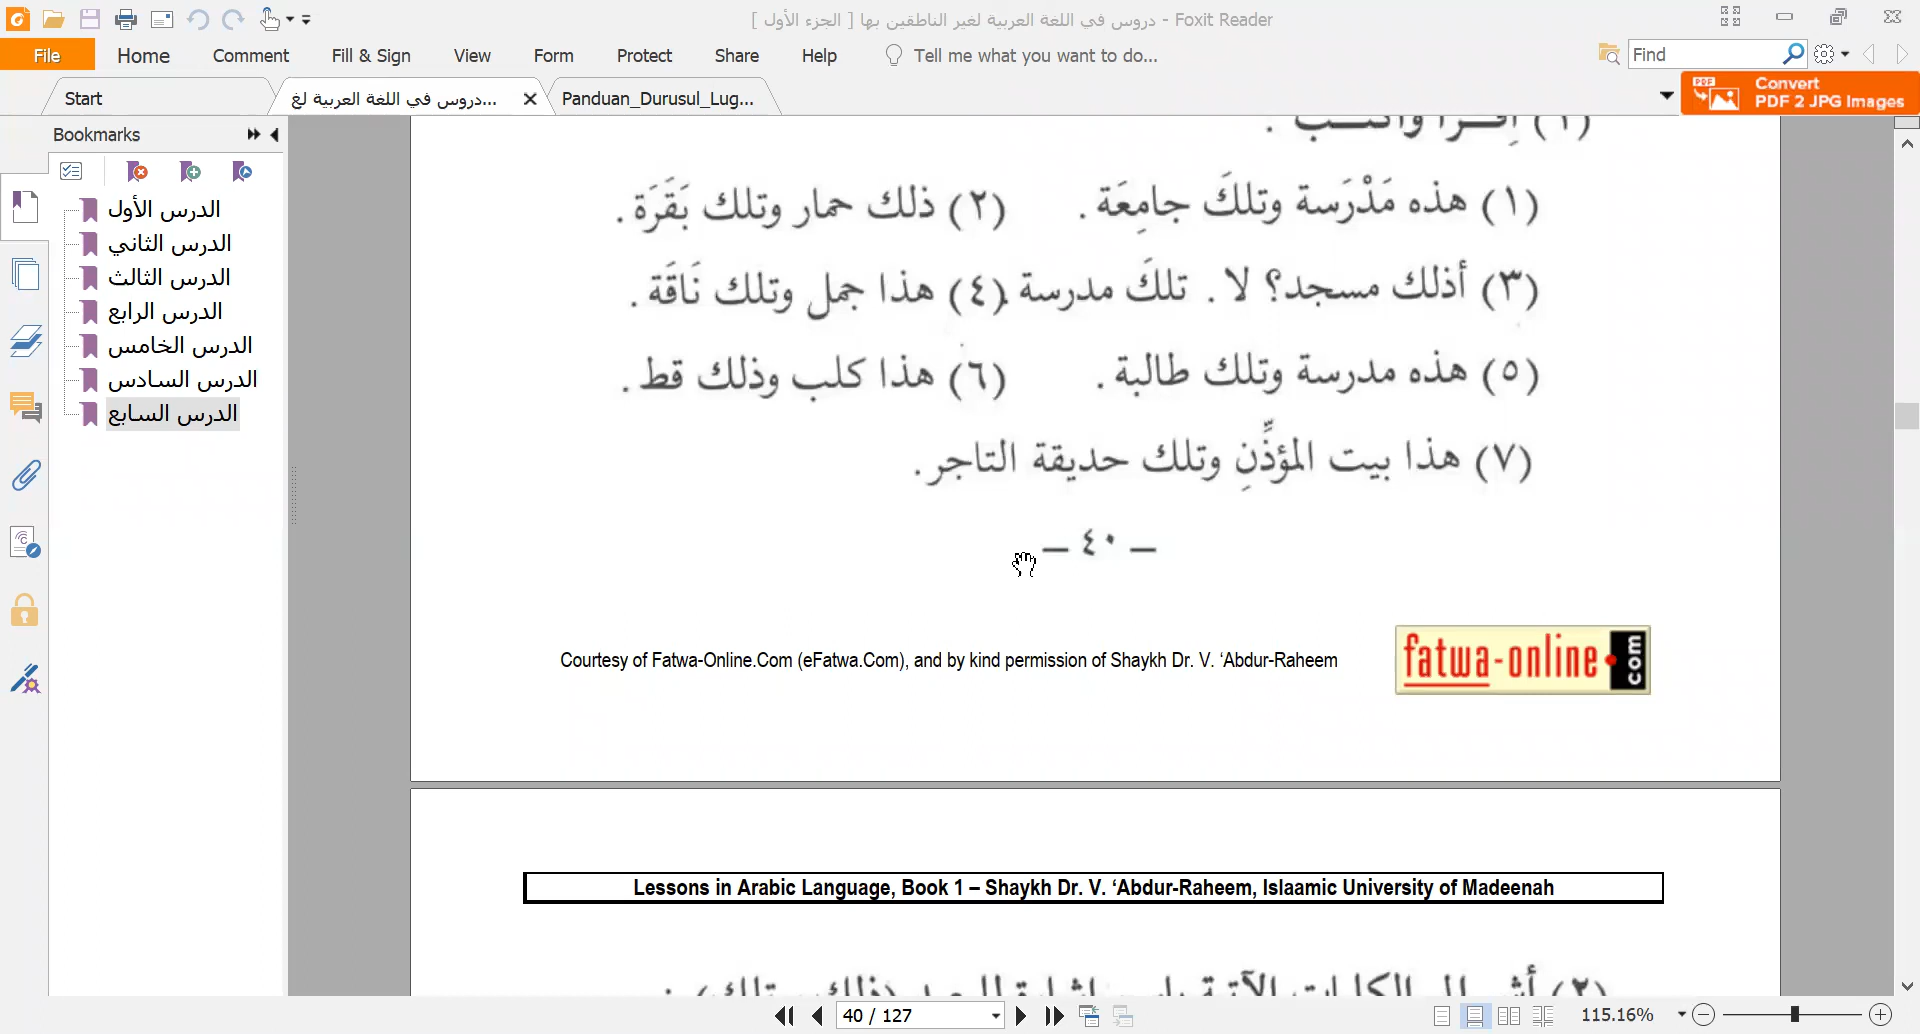 [ دروس في اللغة العربية لغير الناطقين بها [ الجزء الأول - Foxit Reader
File Home Comment Fill & Sign View Form Protect Share Help Tell me what you want to do... Find
Start دروس في اللغة العربية لغ... Panduan_Durusul_Lug...
Convert
PDF 2 JPG Images
Bookmarks
الدرس الأول
الدرس الثاني
الدرس الثالث
الدرس الرابع
الدرس الخامس
الدرس السادس
الدرس السابع
(١) هذه مَدْرَسة وتلكَ جامِعَة. (٢) ذلك حمار وتلك بَقَرَة.
(٣) أذلك مسجد؟ لا. تلكَ مدرسة. (٤) هذا جمل وتلك نَاقَة.
(٥) هذه مدرسة وتلك طالبة. (٦) هذا كلب وذلك قط.
(٧) هذا بيت المؤذِّنِ وتلك حديقة التاجر.
– ٤٠ –
Courtesy of Fatwa-Online.Com (eFatwa.Com), and by kind permission of Shaykh Dr. V. ‘Abdur-Raheem
fatwa-online.com
Lessons in Arabic Language, Book 1 – Shaykh Dr. V. ‘Abdur-Raheem, Islaamic University of Madeenah
40 / 127
115.16%